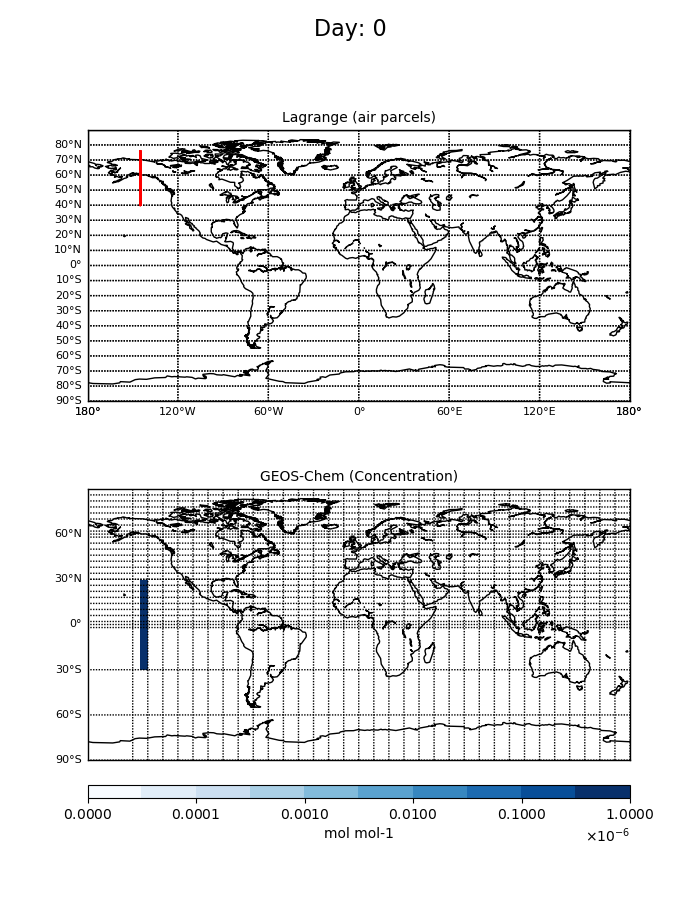 Day: 0
Lagrange (air parcels)
80°N
70°N
60°N
50°N
40°N
30°N
20°N
10°N
0°
10°S
20°S
30°S
40°S
50°S
60°S
70°S
80°S
90°S
180° 120°W 60°W 0° 60°E 120°E 180°
GEOS-Chem (Concentration)
60°N
30°N
0°
30°S
60°S
90°S
0.0000 0.0001 0.0010 0.0100 0.1000 1.0000
mol mol-1 ×10⁻⁶